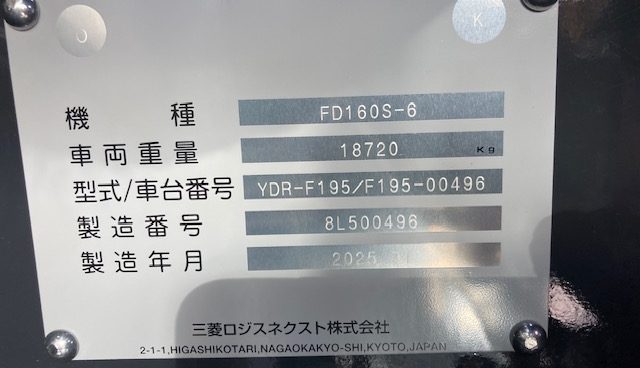 J
K
機種 FD160S-6
車両重量 18720 Kg
型式/車台番号 YDR-F195/F195-00496
製造番号 8L500496
製造年月 2025
三菱ロジスネクスト株式会社
2-1-1,HIGASHIKOTARI,NAGAOKAKYO-SHI,KYOTO,JAPAN